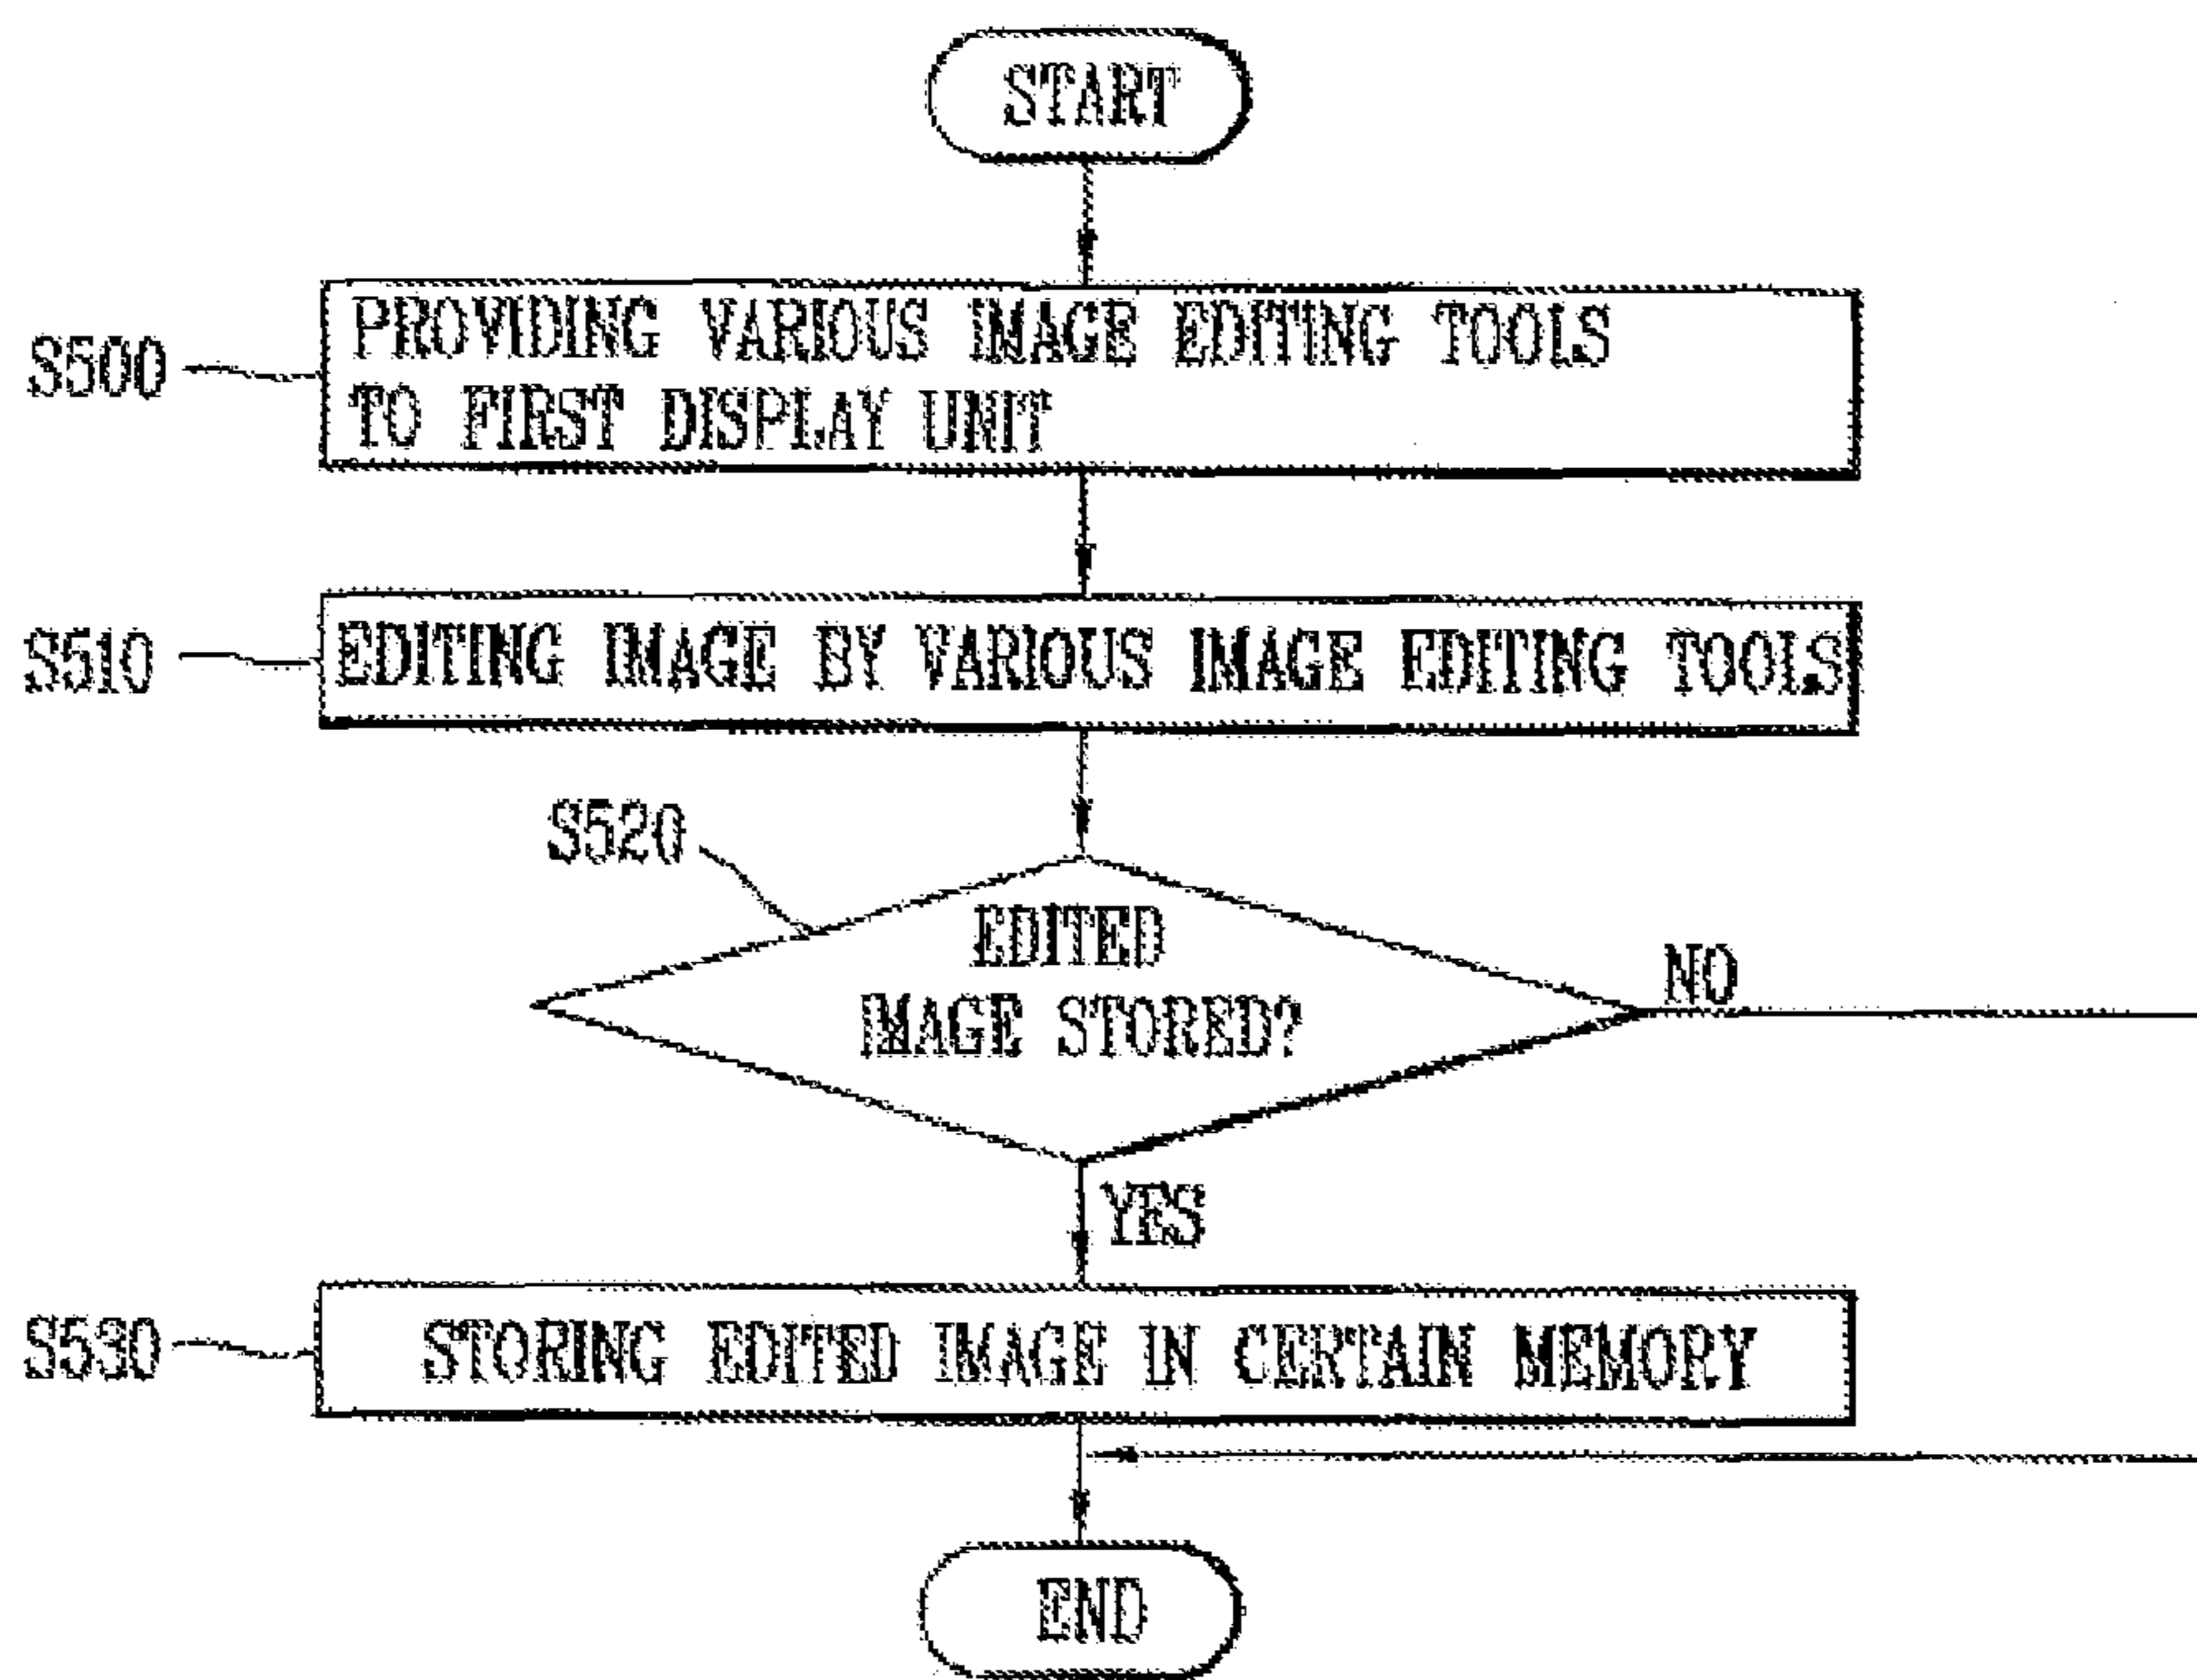 START
S500
PROVIDING VARIOUS IMAGE EDITING TOOLS
TO FIRST DISPLAY UNIT
S510
EDITING IMAGE BY VARIOUS IMAGE EDITING TOOLS
S520
EDITED
IMAGE STORED?
NO
YES
S530
STORING EDITED IMAGE IN CERTAIN MEMORY
END